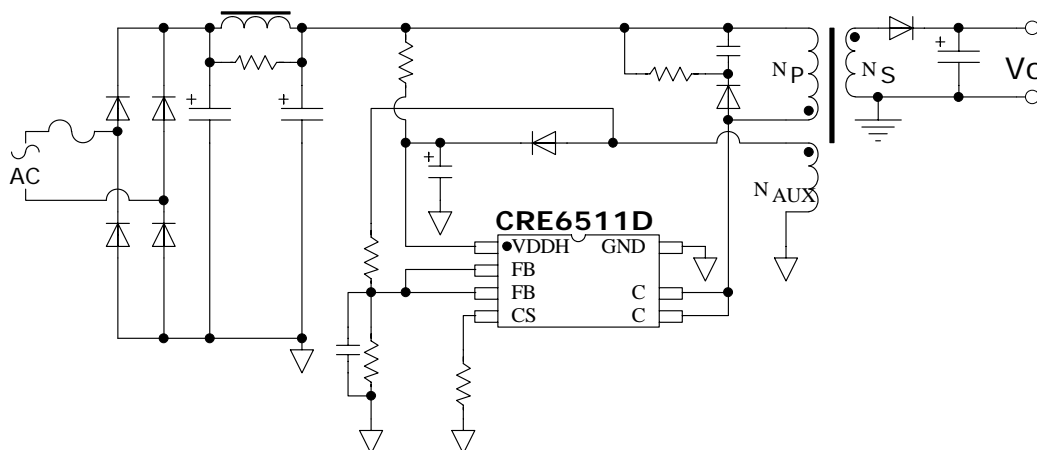 NP
NS
Vo
AC
NAUX
CRE6511D
VDDH
GND
FB
FB
C
CS
C